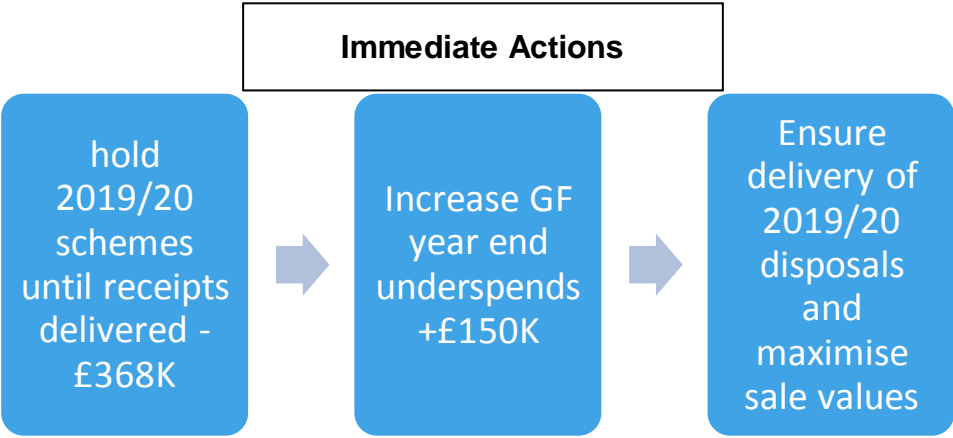 Immediate Actions
hold
2019/20
schemes
until receipts
delivered -
£368K
Increase GF
year end
underspends
+£150K
Ensure
delivery of
2019/20
disposals
and
maximise
sale values